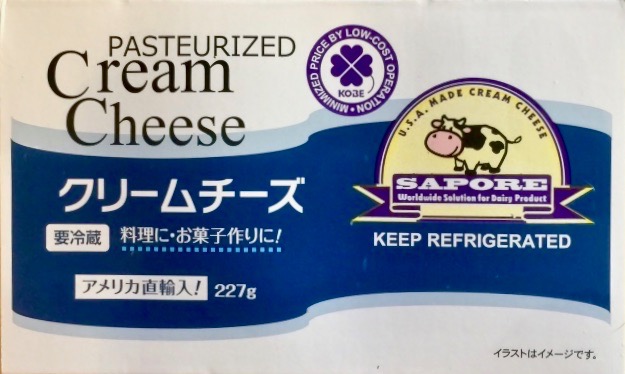 PASTEURIZED
Cream
Cheese
MINIMIZED PRICE BY LOW-COST OPERATION
KOBE
U.S.A. MADE CREAM CHEESE
SAPORE
Worldwide Solution for Dairy Product
クリームチーズ
KEEP REFRIGERATED
要冷蔵 料理に・お菓子作りに!
アメリカ直輸入! 227g
イラストはイメージです。